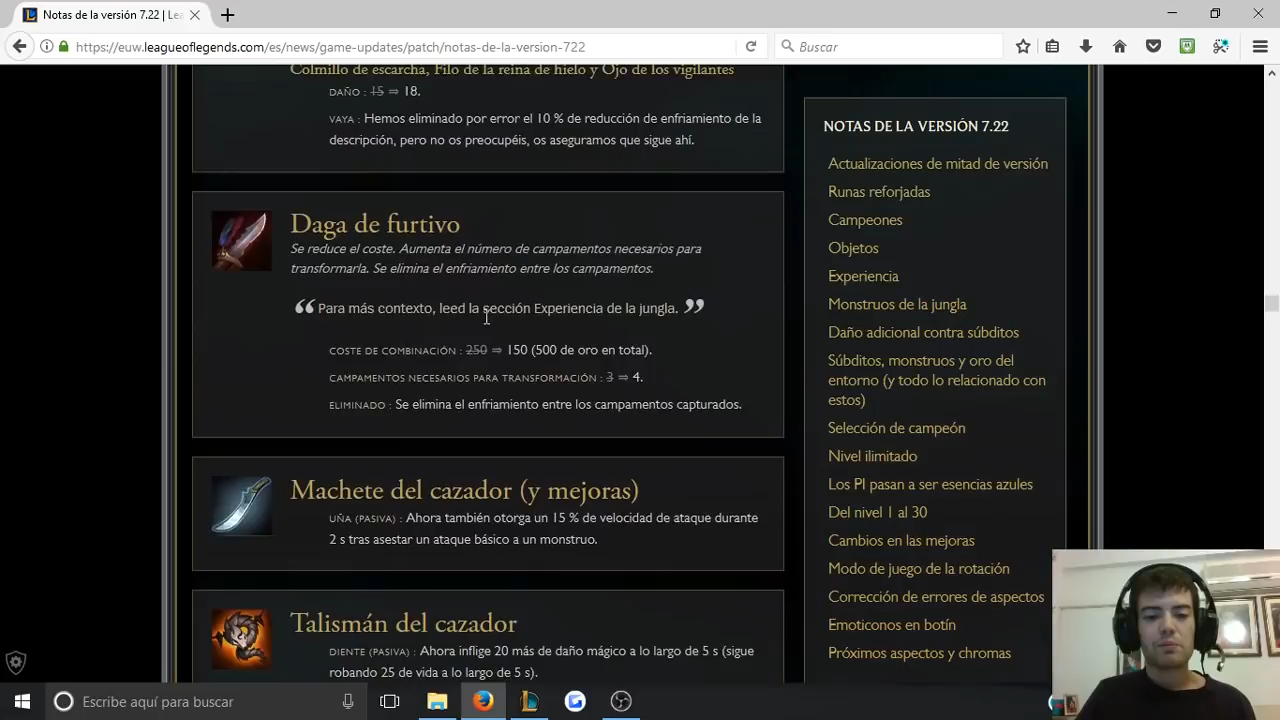 Notas de la versión 7.22 | Lea
https://euw.leagueoflegends.com/es/news/game-updates/patch/notas-de-la-version-722
Buscar
Colmillo de escarcha, Filo de la reina de hielo y Ojo de los vigilantes
DAÑO : 15 ⇒ 18.
VAYA : Hemos eliminado por error el 10 % de reducción de enfriamiento de la
descripción, pero no os preocupéis, os aseguramos que sigue ahí.
Daga de furtivo
Se reduce el coste. Aumenta el número de campamentos necesarios para
transformarla. Se elimina el enfriamiento entre los campamentos.
“ Para más contexto, leed la sección Experiencia de la jungla. ”
COSTE DE COMBINACIÓN : 250 ⇒ 150 (500 de oro en total).
CAMPAMENTOS NECESARIOS PARA TRANSFORMACIÓN : 3 ⇒ 4.
ELIMINADO : Se elimina el enfriamiento entre los campamentos capturados.
Machete del cazador (y mejoras)
UÑA (PASIVA) : Ahora también otorga un 15 % de velocidad de ataque durante
2 s tras asestar un ataque básico a un monstruo.
Talismán del cazador
DIENTE (PASIVA) : Ahora inflige 20 más de daño mágico a lo largo de 5 s (sigue
robando 25 de vida a lo largo de 5 s).
NOTAS DE LA VERSIÓN 7.22
Actualizaciones de mitad de versión
Runas reforjadas
Campeones
Objetos
Experiencia
Monstruos de la jungla
Daño adicional contra súbditos
Súbditos, monstruos y oro del
entorno (y todo lo relacionado con
estos)
Selección de campeón
Nivel ilimitado
Los PI pasan a ser esencias azules
Del nivel 1 al 30
Cambios en las mejoras
Modo de juego de la rotación
Corrección de errores de aspectos
Emoticonos en botín
Próximos aspectos y chromas
Escribe aquí para buscar